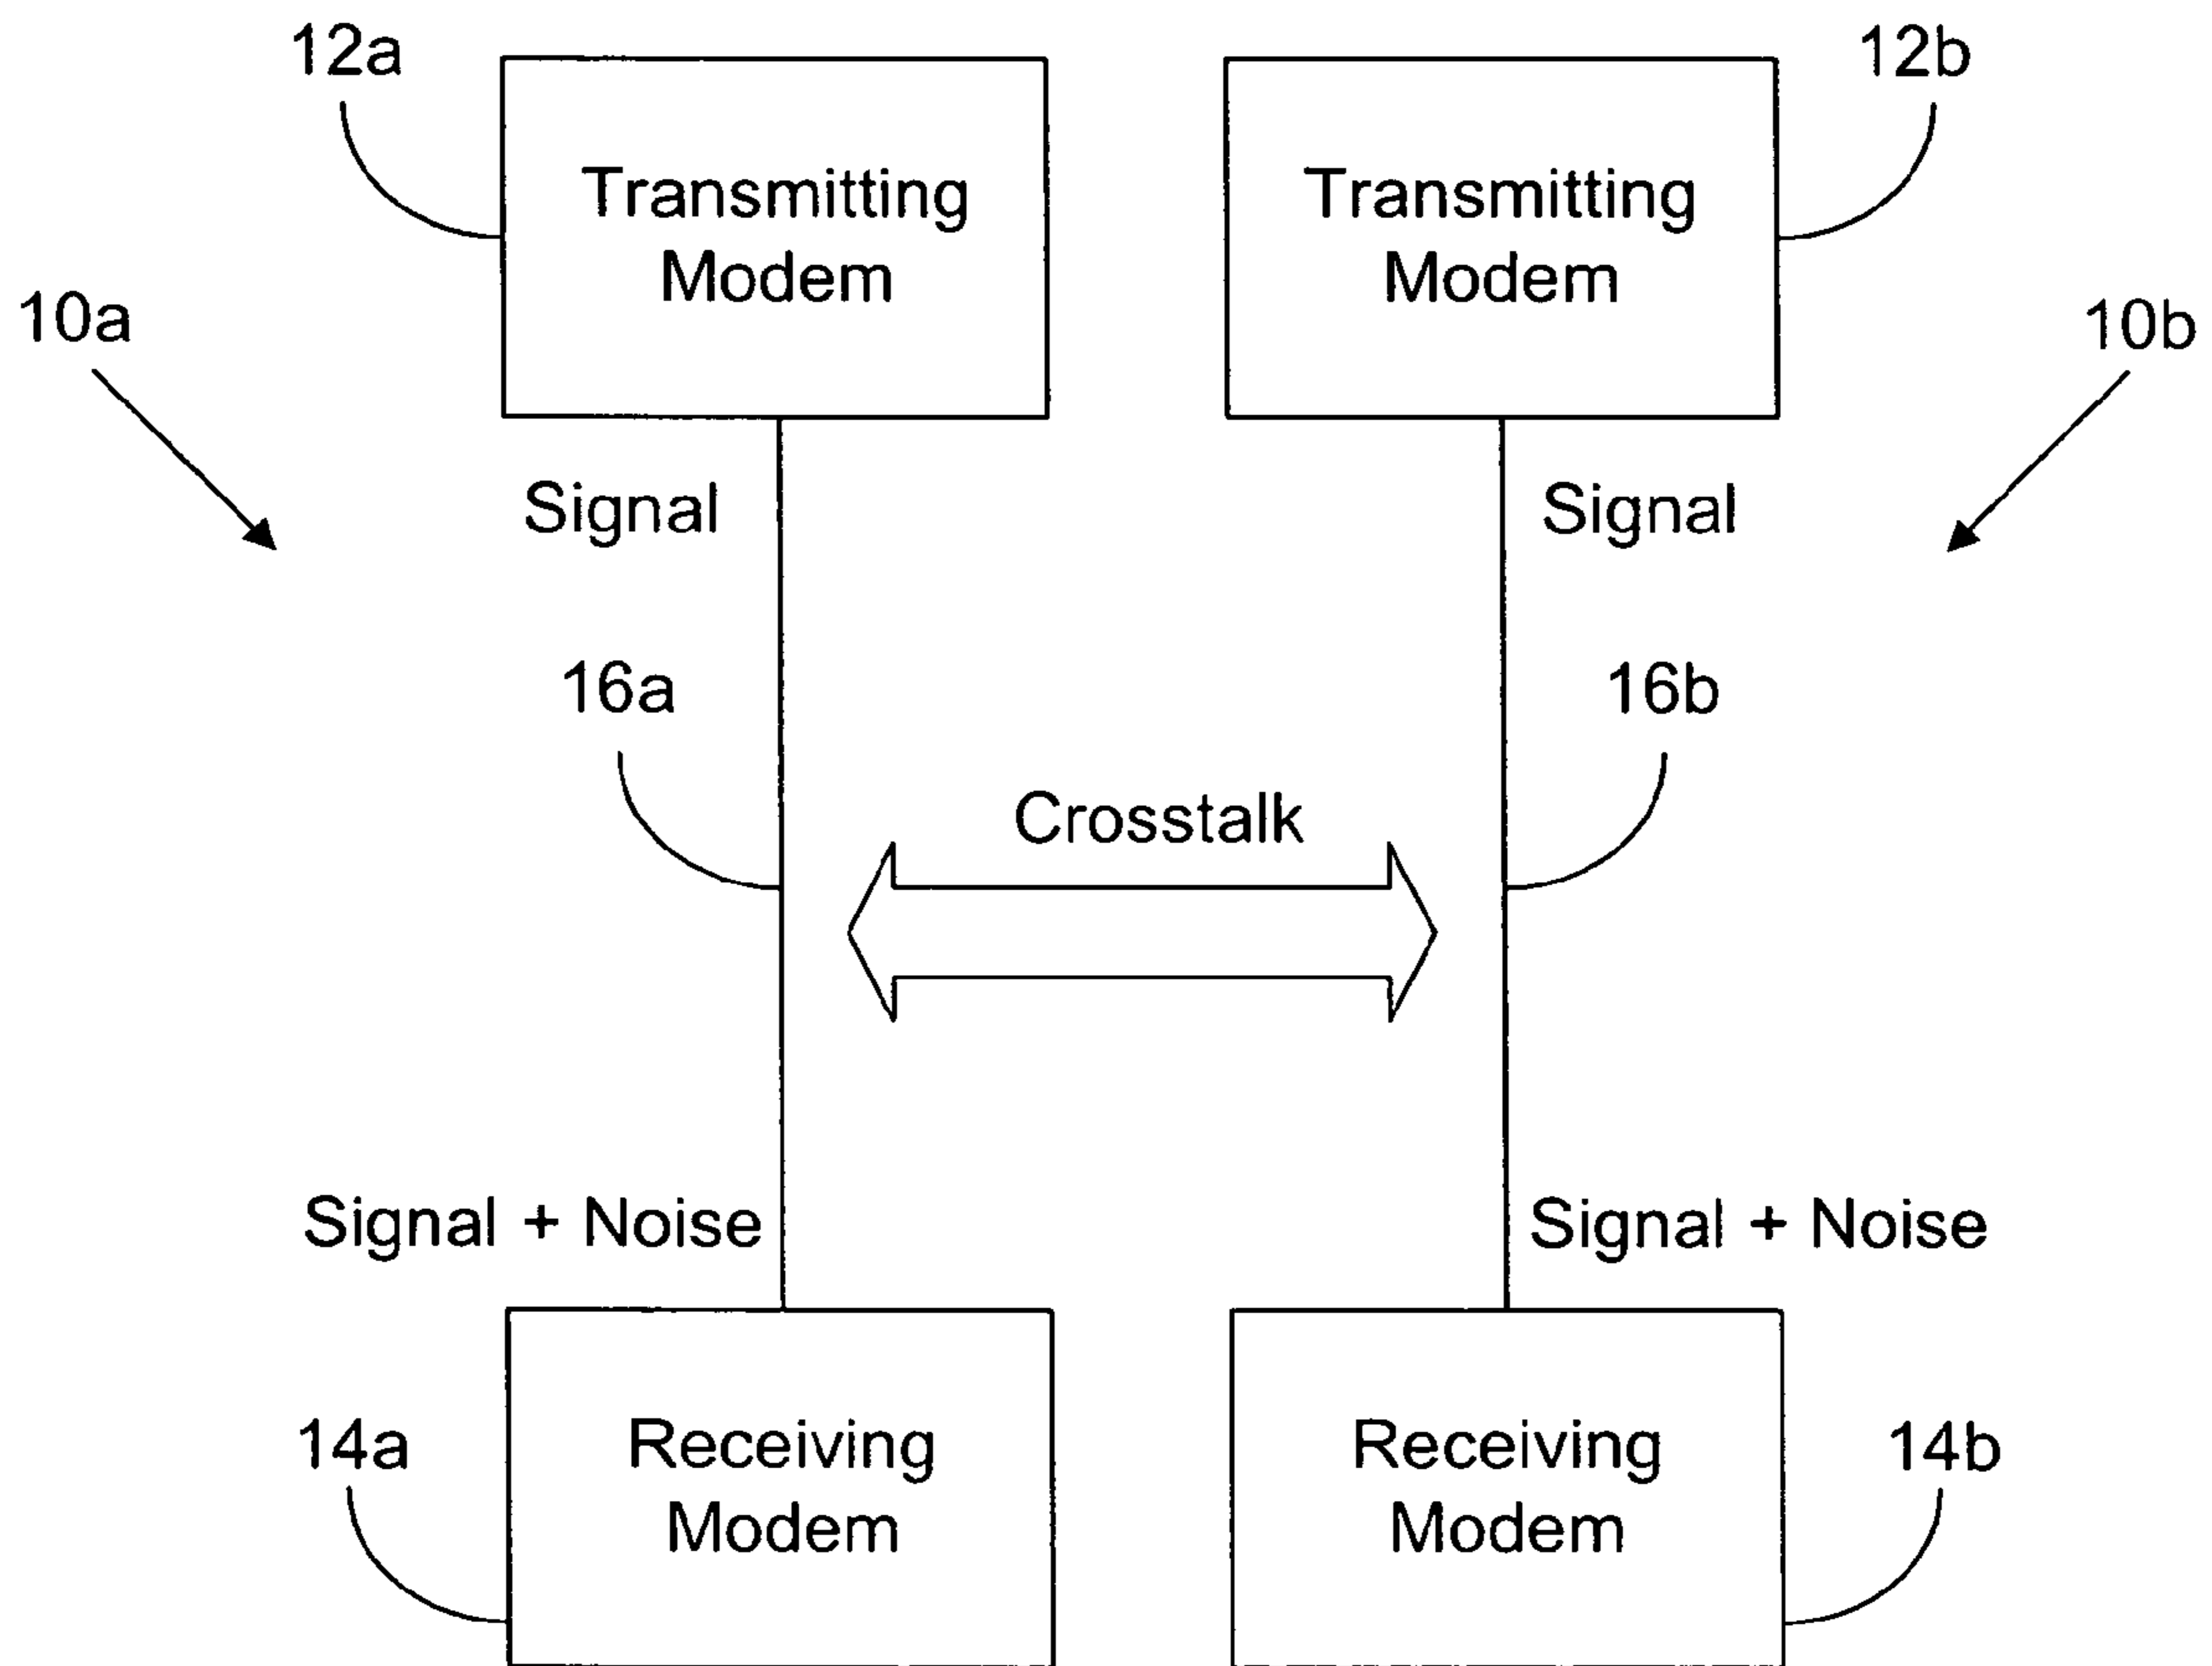 12a
12b
Transmitting
Modem
Transmitting
Modem
10a
10b
Signal
Signal
16a
16b
Crosstalk
Signal + Noise
Signal + Noise
14a
Receiving
Modem
Receiving
Modem
14b